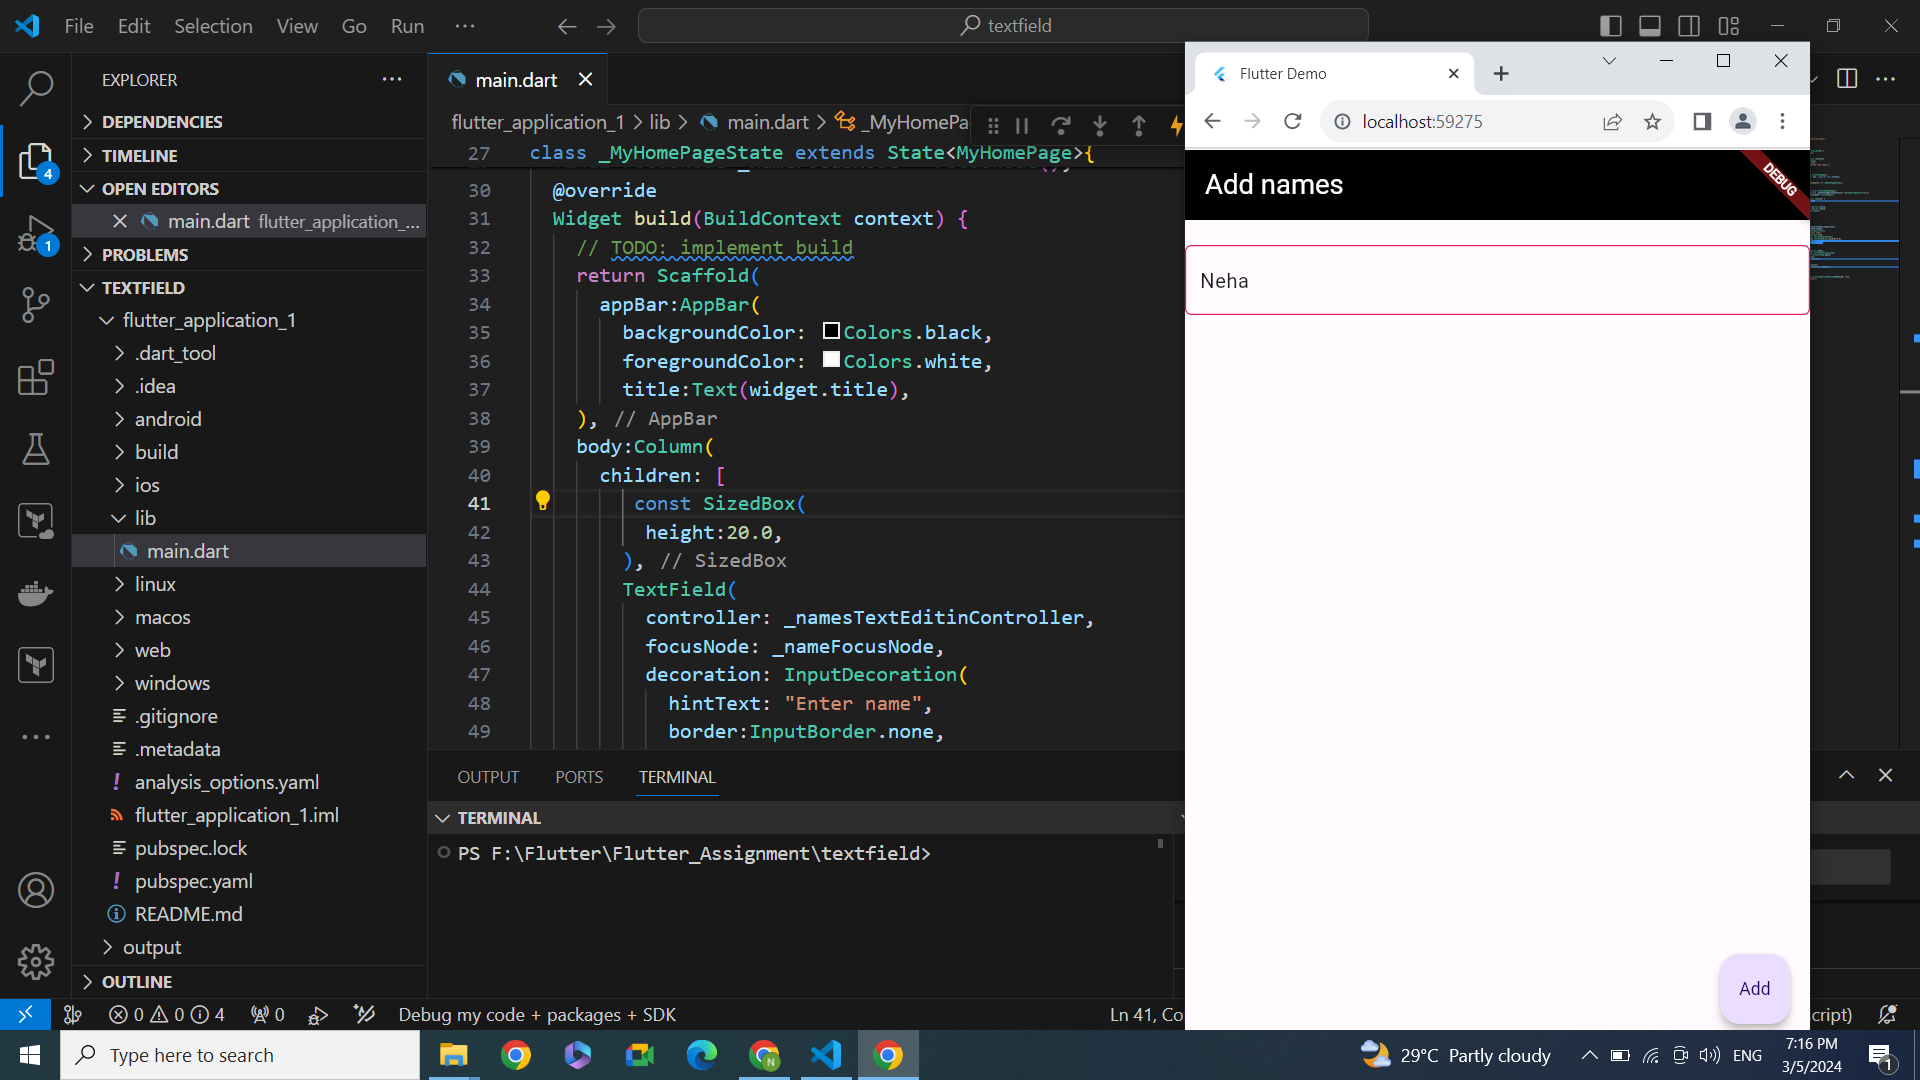 File Edit Selection View Go Run ··· textfield
EXPLORER
DEPENDENCIES
TIMELINE
OPEN EDITORS
main.dart flutter_application_...
PROBLEMS
TEXTFIELD
flutter_application_1
.dart_tool
.idea
android
build
ios
lib
main.dart
linux
macos
web
windows
.gitignore
.metadata
analysis_options.yaml
flutter_application_1.iml
pubspec.lock
pubspec.yaml
README.md
output
OUTLINE
4
1
main.dart
flutter_application_1 > lib > main.dart > _MyHomePa
27 class _MyHomePageState extends State<MyHomePage>{
30 @override
31 Widget build(BuildContext context) {
32 // TODO: implement build
33 return Scaffold(
34 appBar:AppBar(
35 backgroundColor: Colors.black,
36 foregroundColor: Colors.white,
37 title:Text(widget.title),
38 ), // AppBar
39 body:Column(
40 children: [
41 const SizedBox(
42 height:20.0,
43 ), // SizedBox
44 TextField(
45 controller: _namesTextEditinController,
46 focusNode: _nameFocusNode,
47 decoration: InputDecoration(
48 hintText: "Enter name",
49 border:InputBorder.none,
OUTPUT PORTS TERMINAL
TERMINAL
PS F:\Flutter\Flutter_Assignment\textfield>
Flutter Demo
localhost:59275
Add names
DEBUG
Neha
Add
0 0 4 0 Debug my code + packages + SDK Ln 41, Co
script)
Type here to search
29°C Partly cloudy ENG
7:16 PM
3/5/2024
1